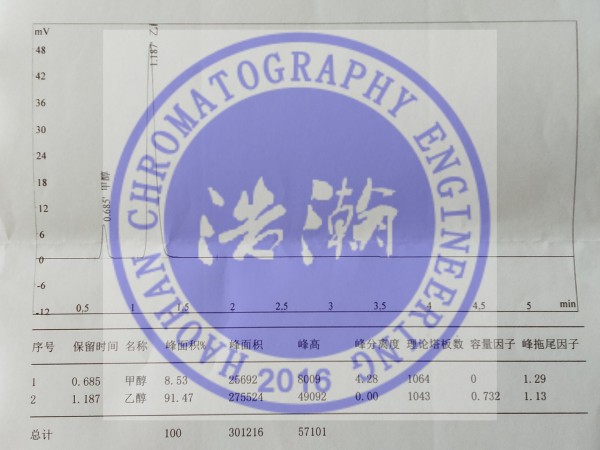 mV
48
42
36
30
24
18
12
6
0
-6
-12
0.685' 甲醇
1.187
0.5 1 1.5 2 2.5 3 3.5 4 4.5 5 min
HAOHAN CHROMATOGRAPHY ENGINEERING
浩瀚
2016
序号 保留时间 名称 峰面积% 峰面积 峰高 峰分离度 理论塔板数 容量因子 峰拖尾因子
1 0.685 甲醇 8.53 25692 8009 4.28 1064 0 1.29
2 1.187 乙醇 91.47 275524 49092 0.00 1043 0.732 1.13
总计 100 301216 57101